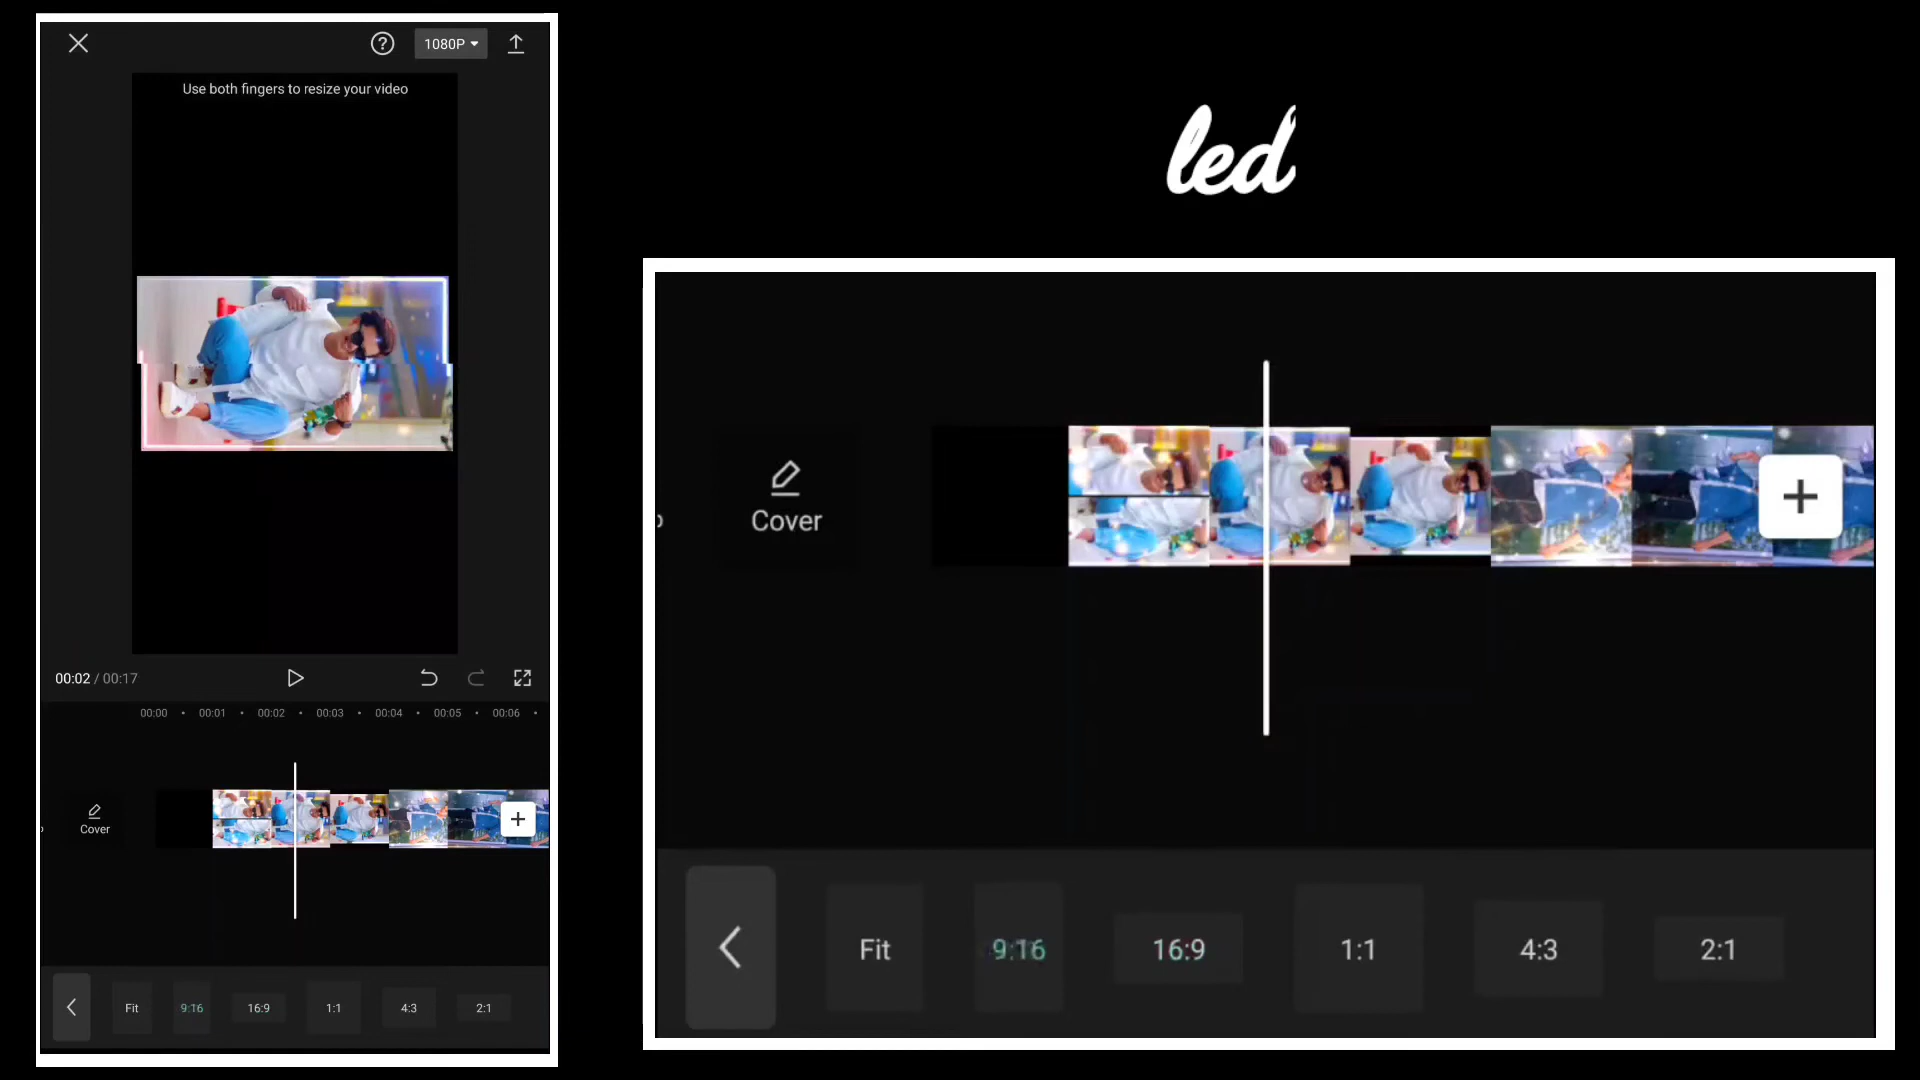 1080P
Use both fingers to resize your video
00:02 / 00:17
00:00 00:01 00:02 00:03 00:04 00:05 00:06
Cover
Fit 9:16 16:9 1:1 4:3 2:1
led
Cover
Fit 9:16 16:9 1:1 4:3 2:1